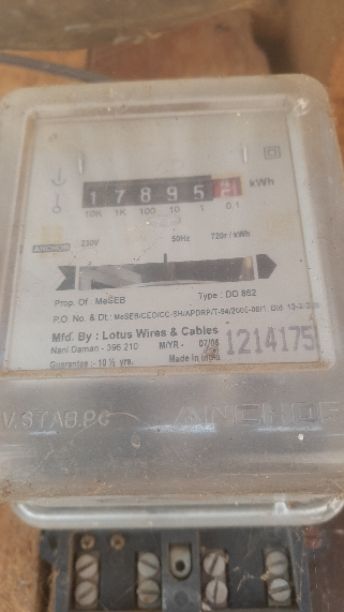 1 7 8 9 5 kWh
10K 1K 100 10 1 0.1
ANCHOR
230V 50Hz 720r / kWh
Prop. Of : MeSEB Type : DD 862
P.O. No. & Dt.:
Mfd. By : Lotus Wires & Cables
Nani Daman - 396 210 M/YR - 07/06
Guarantee :- 10 ½ yrs. Made in India
1214175
ANCHOR